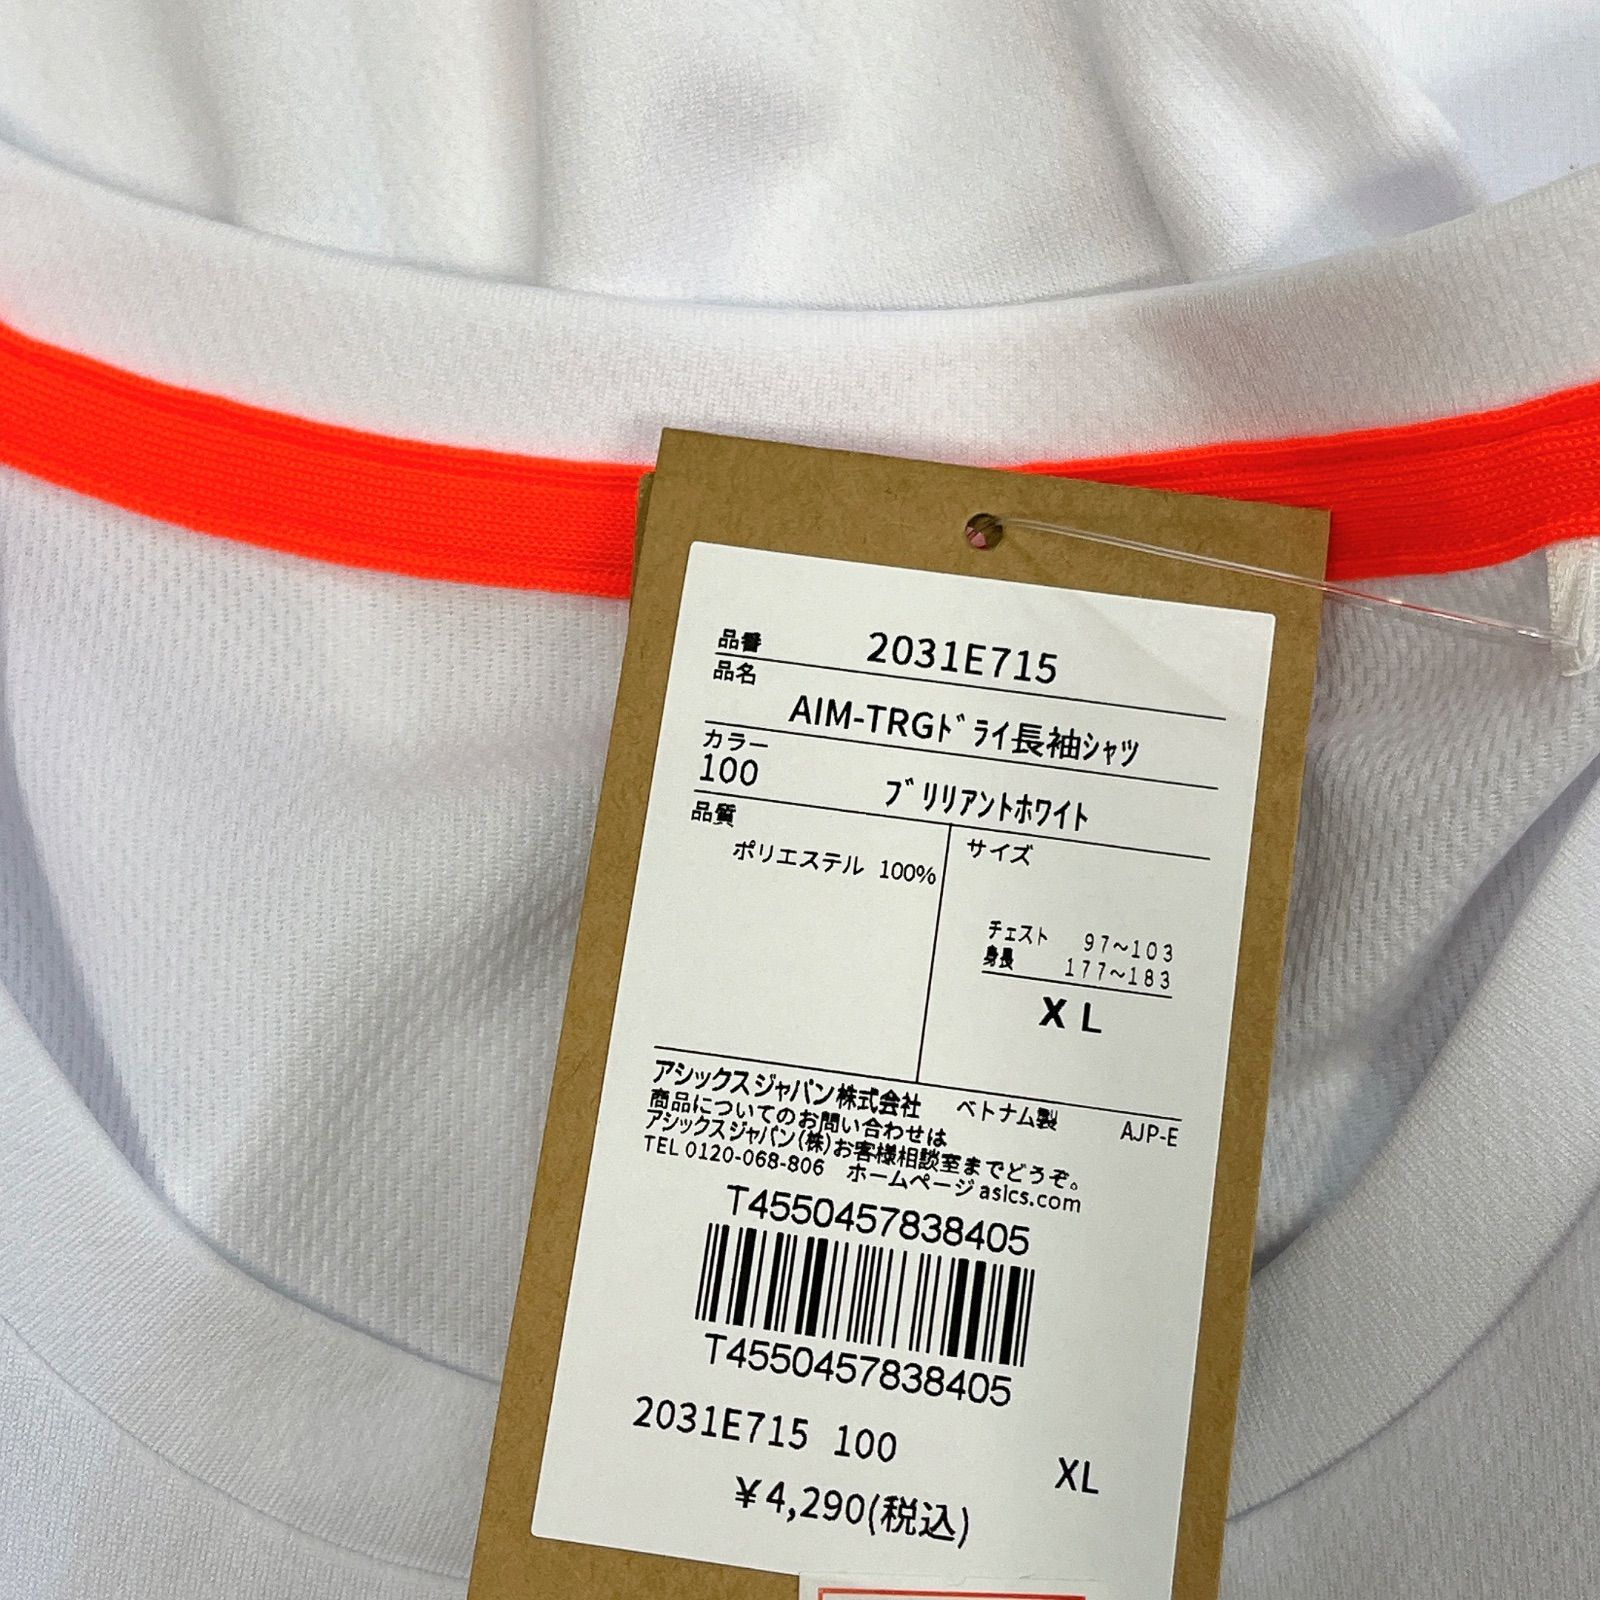 品番 2031E715
品名
AIM-TRGﾄﾞﾗｲ長袖ｼｬﾂ
カラー
100 ﾌﾞﾘﾘｱﾝﾄﾎﾜｲﾄ
品質
ポリエステル 100%
サイズ
チェスト 97～103
身長 177～183
XL
アシックスジャパン株式会社 ベトナム製 AJP-E
商品についてのお問い合わせは
アシックスジャパン(株)お客様相談室までどうぞ。
TEL 0120-068-806 ホームページ asics.com
T4550457838405
T4550457838405
2031E715 100 XL
¥4,290(税込)